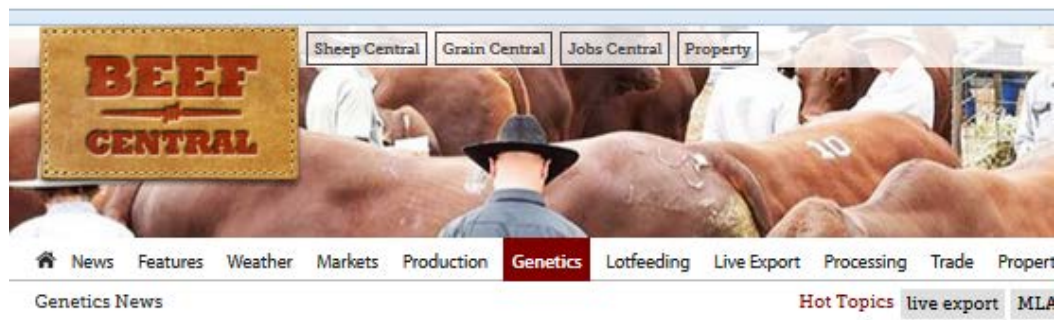 BEEF
CENTRAL
Sheep Central Grain Central Jobs Central Property
10
News Features Weather Markets Production Genetics Lotfeeding Live Export Processing Trade
Genetics News Hot Topics live export MLA